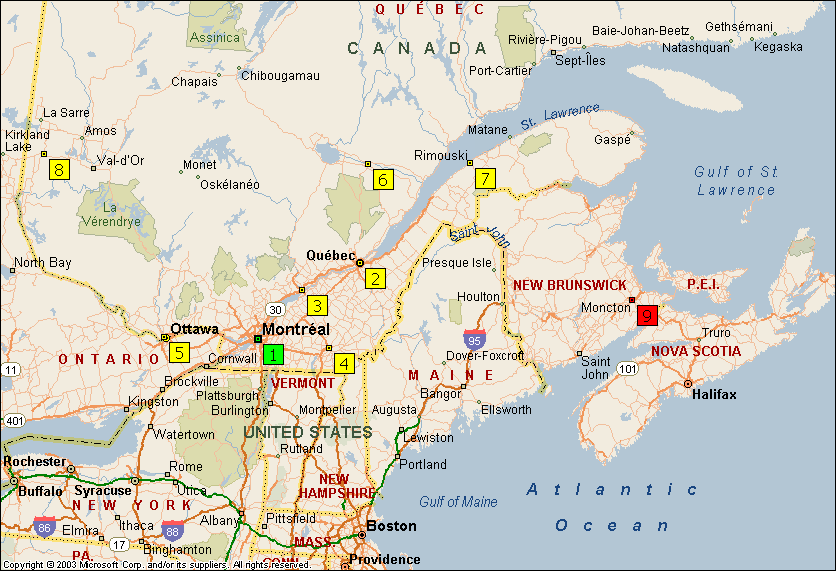 QUÉBEC
Assinica
CANADA
Rivière-Pigou
Baie-Johan-Beetz
Gethsémani
Natashquan
Kegaska
Sept-Îles
Port-Cartier
Chibougamau
Chapais
La Sarre
Amos
Kirkland
Lake
Val-d'Or
8
Monet
Oskélanéo
La
Vérendrye
St. Lawrence
Matane
Gaspé
Rimouski
6
7
Gulf of St
Lawrence
Saint-John
North Bay
Québec
2
Presque Isle
NEW BRUNSWICK
P.E.I.
Houlton
3
30
Moncton
9
Ottawa
Montréal
5
1
4
95
Truro
NOVA SCOTIA
ONTARIO
Cornwall
Dover-Foxcroft
Saint
John
101
11
Brockville
VERMONT
MAINE
Plattsburgh
Bangor
Halifax
Kingston
Burlington
Montpelier
Augusta
Ellsworth
401
Watertown
UNITED STATES
Lewiston
Rutland
Portland
Rochester
Rome
NEW
HAMPSHIRE
Buffalo
Syracuse
Utica
Gulf of Maine
Atlantic
Ocean
NEW YORK
Albany
Pittsfield
Boston
86
Ithaca
88
Elmira
17
Binghamton
MASS.
PA.
CONN.
Providence
Copyright © 2003 Microsoft Corp. and/or its suppliers. All rights reserved.